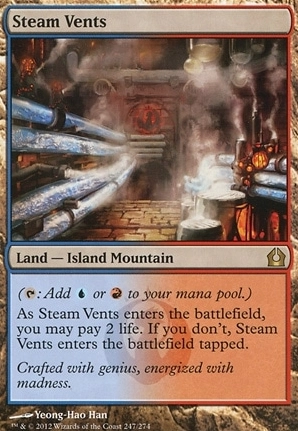 Steam Vents
Land — Island Mountain
(: Add or to your mana pool.)
As Steam Vents enters the battlefield,
you may pay 2 life. If you don't, Steam
Vents enters the battlefield tapped.
Crafted with genius, energized with
madness.
Yeong-Hao Han
™ & © 2012 Wizards of the Coast 247/274